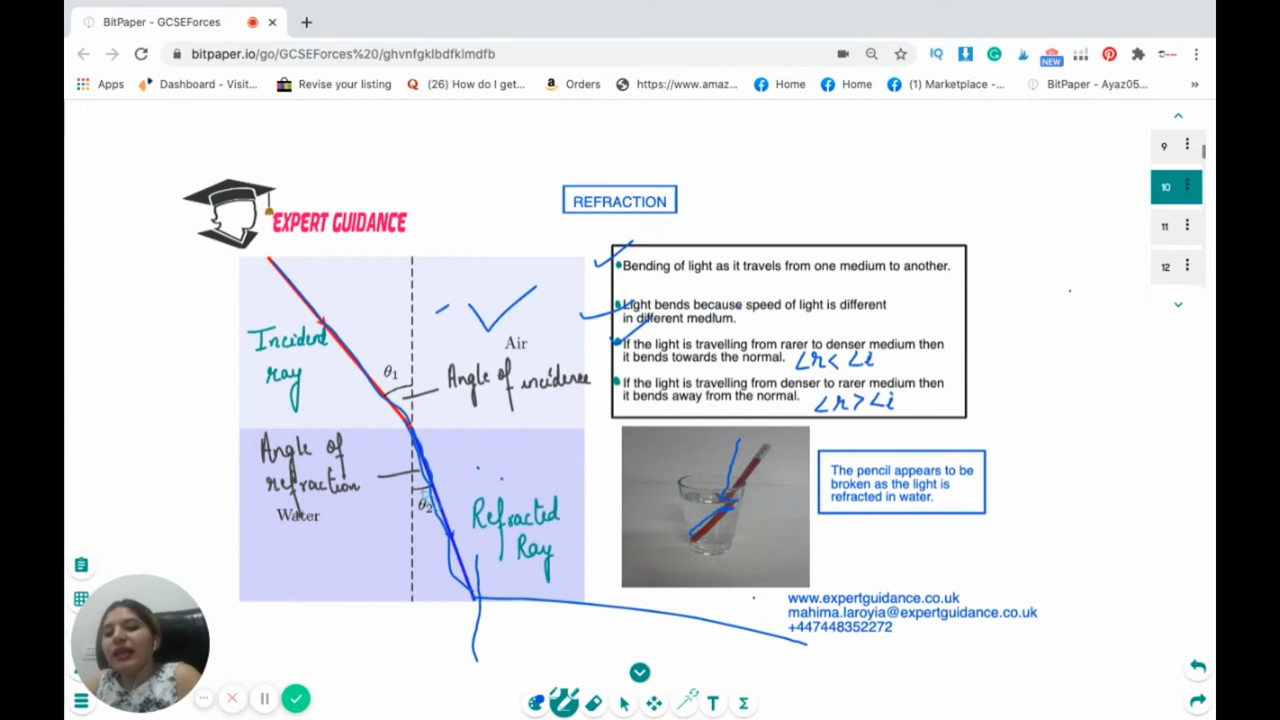 BitPaper - GCSEForces
bitpaper.io/go/GCSEForces%20/ghvnfgklbdfklmdfb
NEW
Apps
Dashboard - Visit...
Revise your listing
(26) How do I get...
Orders
https://www.amaz...
Home
Home
(1) Marketplace -...
BitPaper - Ayaz05...
»
9
10
11
12
EXPERT GUIDANCE
REFRACTION
Bending of light as it travels from one medium to another.
Light bends because speed of light is different
in different medium.
If the light is travelling from rarer to denser medium then
it bends towards the normal. ∠r < ∠i
If the light is travelling from denser to rarer medium then
it bends away from the normal. ∠r > ∠i
Incident
ray
θ1
Air
Angle of incidence
Angle of
refraction
Water
θ2
Refracted
Ray
The pencil appears to be
broken as the light is
refracted in water.
www.expertguidance.co.uk
mahima.laroyia@expertguidance.co.uk
+447448352272
T
Σ